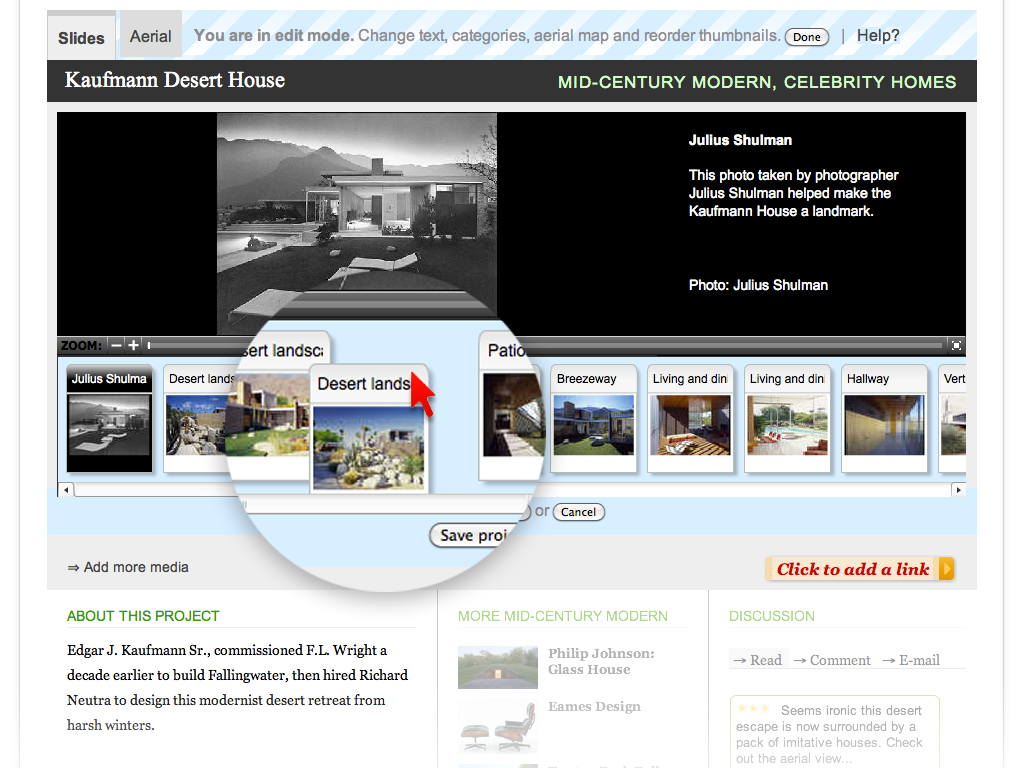 Slides
Aerial
You are in edit mode. Change text, categories, aerial map and reorder thumbnails. Done | Help?
Kaufmann Desert House
MID-CENTURY MODERN, CELEBRITY HOMES
Julius Shulman
This photo taken by photographer
Julius Shulman helped make the
Kaufmann House a landmark.
Photo: Julius Shulman
ZOOM:
Julius Shulma
Desert lands
sert landsca
Desert lands
Patio
Breezeway
Living and din
Living and din
Hallway
Vert
Save proj
or Cancel
⇒ Add more media
Click to add a link
ABOUT THIS PROJECT
Edgar J. Kaufmann Sr., commissioned F.L. Wright a
decade earlier to build Fallingwater, then hired Richard
Neutra to design this modernist desert retreat from
harsh winters.
MORE MID-CENTURY MODERN
Philip Johnson:
Glass House
Eames Design
DISCUSSION
→ Read → Comment → E-mail
Seems ironic this desert
escape is now surrounded by a
pack of imitative houses. Check
out the aerial view...